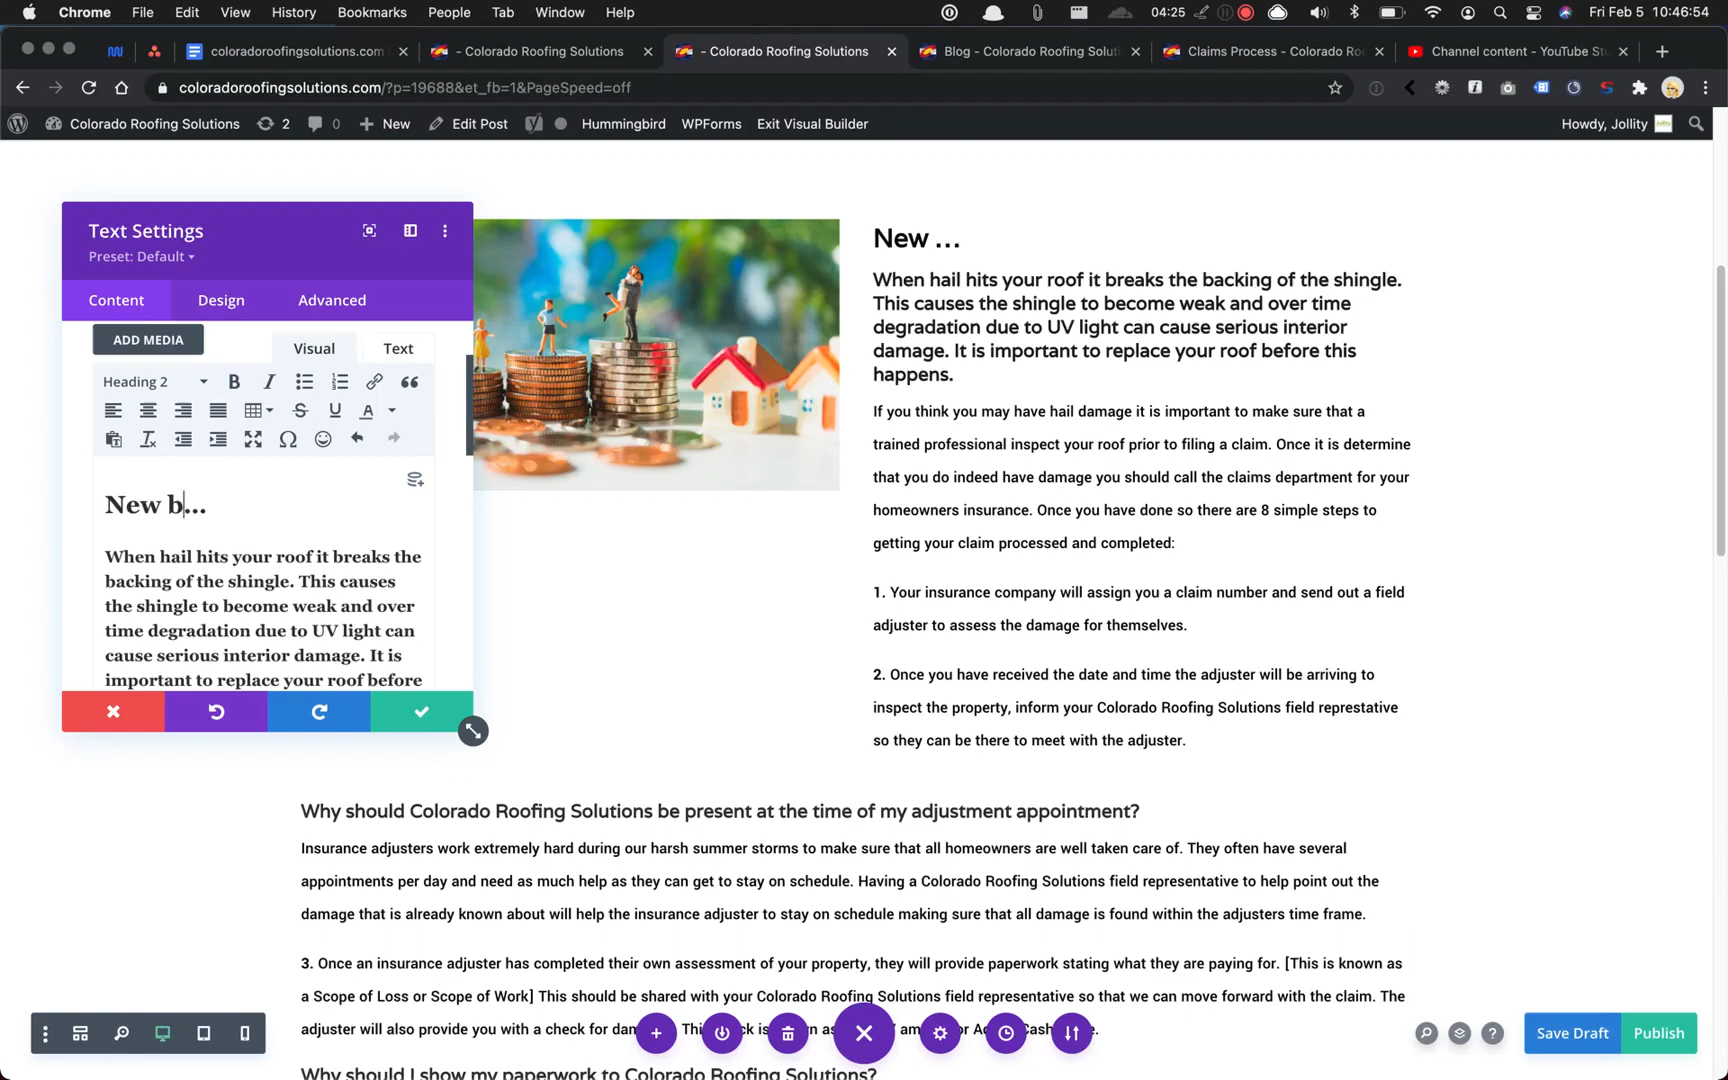 Chrome File Edit View History Bookmarks People Tab Window Help 04:25 Fri Feb 5 10:46:54
coloradoroofingsolutions.com - Colorado Roofing Solutions - Colorado Roofing Solutions Blog - Colorado Roofing Soluti Claims Process - Colorado Roo Channel content - YouTube Stu
coloradoroofingsolutions.com/?p=19688&et_fb=1&PageSpeed=off
Colorado Roofing Solutions 2 0 New Edit Post Hummingbird WPForms Exit Visual Builder Howdy, Jollity
Text Settings
Preset: Default
Content Design Advanced
ADD MEDIA
Visual Text
Heading 2
New b...
When hail hits your roof it breaks the
backing of the shingle. This causes
the shingle to become weak and over
time degradation due to UV light can
cause serious interior damage. It is
important to replace your roof before
New …
When hail hits your roof it breaks the backing of the shingle.
This causes the shingle to become weak and over time
degradation due to UV light can cause serious interior
damage. It is important to replace your roof before this
happens.
If you think you may have hail damage it is important to make sure that a
trained professional inspect your roof prior to filing a claim. Once it is determine
that you do indeed have damage you should call the claims department for your
homeowners insurance. Once you have done so there are 8 simple steps to
getting your claim processed and completed:
1. Your insurance company will assign you a claim number and send out a field
adjuster to assess the damage for themselves.
2. Once you have received the date and time the adjuster will be arriving to
inspect the property, inform your Colorado Roofing Solutions field represtative
so they can be there to meet with the adjuster.
Why should Colorado Roofing Solutions be present at the time of my adjustment appointment?
Insurance adjusters work extremely hard during our harsh summer storms to make sure that all homeowners are well taken care of. They often have several
appointments per day and need as much help as they can get to stay on schedule. Having a Colorado Roofing Solutions field representative to help point out the
damage that is already known about will help the insurance adjuster to stay on schedule making sure that all damage is found within the adjusters time frame.
3. Once an insurance adjuster has completed their own assessment of your property, they will provide paperwork stating what they are paying for. [This is known as
a Scope of Loss or Scope of Work] This should be shared with your Colorado Roofing Solutions field representative so that we can move forward with the claim. The
adjuster will also provide you with a check for
Save Draft Publish
Why should I show my paperwork to Colorado Roofing Solutions?